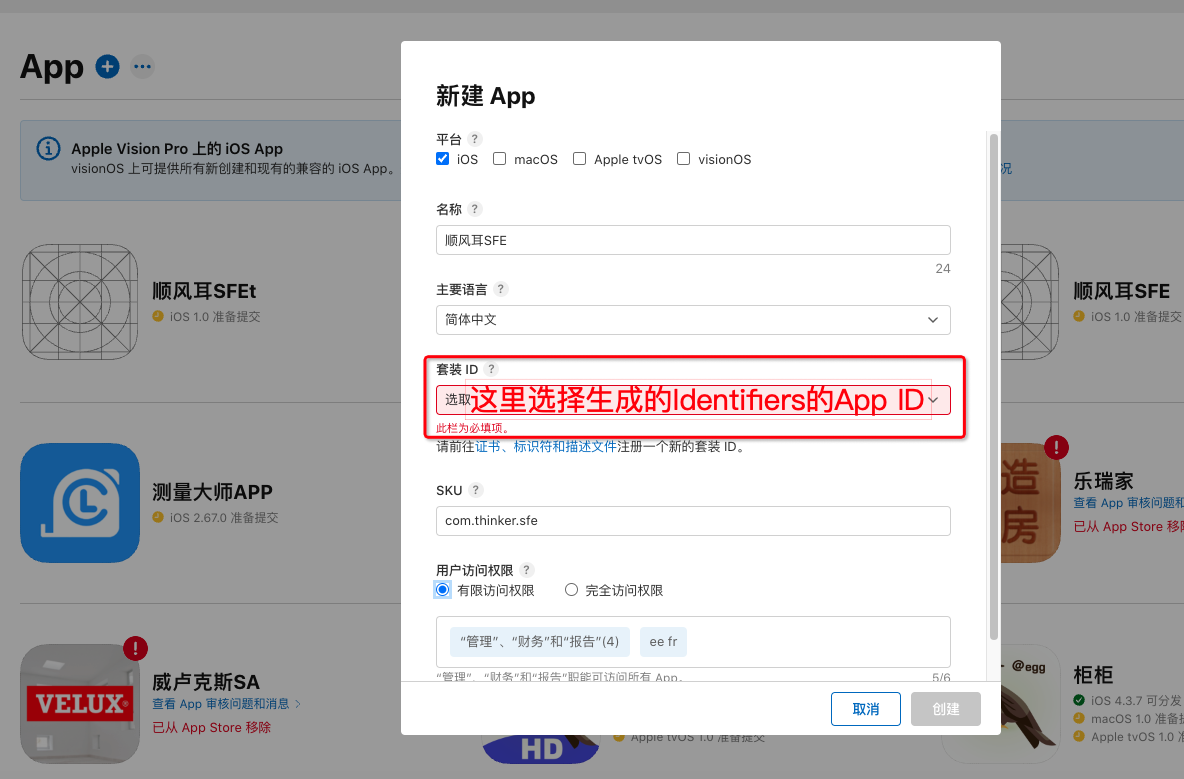 App
新建 App
平台 ?
iOS macOS Apple tvOS visionOS
Apple Vision Pro 上的 iOS App
visionOS 上可提供所有新创建和现有的兼容的 iOS App。
况
名称 ?
顺风耳SFE
24
主要语言 ?
简体中文
顺风耳SFEt
iOS 1.0 准备提交
顺风耳SFE
iOS 1.0 准备提交
套装 ID ?
选取
这里选择生成的Identifiers的App ID
此栏为必填项。
请前往证书、标识符和描述文件注册一个新的套装 ID。
SKU ?
com.thinker.sfe
测量大师APP
iOS 2.67.0 准备提交
造房
!
乐瑞家
查看 App 审核问题和
已从 App Store 移除
用户访问权限 ?
有限访问权限 完全访问权限
“管理”、“财务”和“报告”(4) ee fr
“管理”、“财务”和“报告”职能可访问所有 App。
5/6
取消 创建
!
VELUX®
威卢克斯SA
查看 App 审核问题和消息
已从 App Store 移除
HD
Apple tvOS 1.0 准备提交
@egg
柜柜
iOS 4.3.7 可分发
macOS 1.0 准备提
Apple tvOS 1.0 准